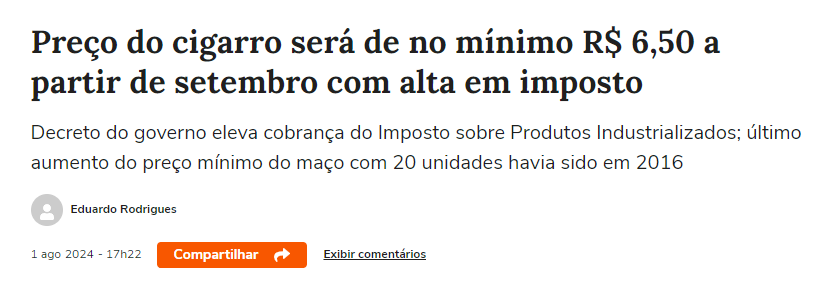 Preço do cigarro será de no mínimo R$ 6,50 a
partir de setembro com alta em imposto
Decreto do governo eleva cobrança do Imposto sobre Produtos Industrializados; último
aumento do preço mínimo do maço com 20 unidades havia sido em 2016
Eduardo Rodrigues
1 ago 2024 - 17h22
Compartilhar
Exibir comentários